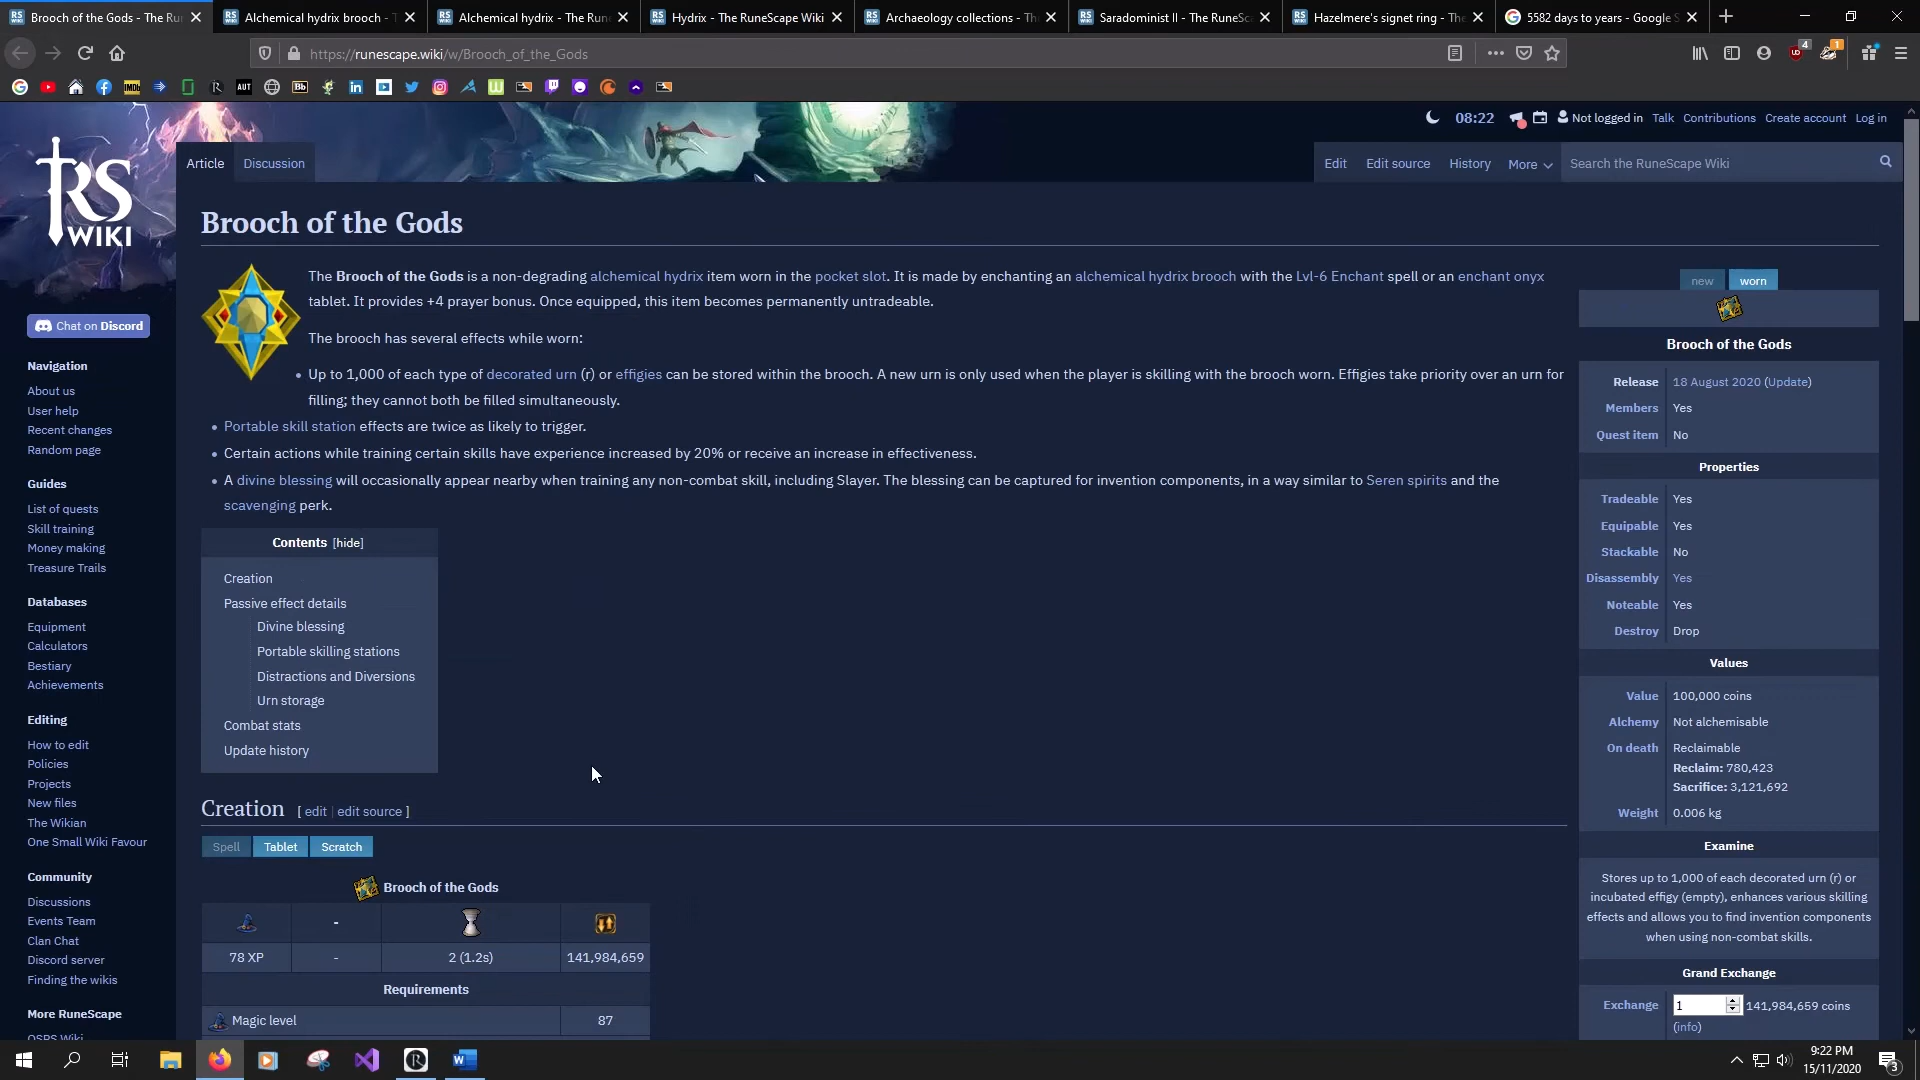 Brooch of the Gods - The Ru
Alchemical hydrix brooch - T
Alchemical hydrix - The Rune
Hydrix - The RuneScape Wiki
Archaeology collections - Th
Saradominist II - The RuneSc
Hazelmere's signet ring - The
5582 days to years - Google S
https://runescape.wiki/w/Brooch_of_the_Gods
4
1
AUT
Bb
08:22
Not logged in
Talk
Contributions
Create account
Log in
RS
WIKI
Article
Discussion
Edit
Edit source
History
More
Search the RuneScape Wiki
Brooch of the Gods
The Brooch of the Gods is a non-degrading alchemical hydrix item worn in the pocket slot. It is made by enchanting an alchemical hydrix brooch with the Lvl-6 Enchant spell or an enchant onyx
tablet. It provides +4 prayer bonus. Once equipped, this item becomes permanently untradeable.
The brooch has several effects while worn:
• Up to 1,000 of each type of decorated urn (r) or effigies can be stored within the brooch. A new urn is only used when the player is skilling with the brooch worn. Effigies take priority over an urn for
filling; they cannot both be filled simultaneously.
• Portable skill station effects are twice as likely to trigger.
• Certain actions while training certain skills have experience increased by 20% or receive an increase in effectiveness.
• A divine blessing will occasionally appear nearby when training any non-combat skill, including Slayer. The blessing can be captured for invention components, in a way similar to Seren spirits and the
scavenging perk.
Contents [hide]
Creation
Passive effect details
Divine blessing
Portable skilling stations
Distractions and Diversions
Urn storage
Combat stats
Update history
Creation [ edit | edit source ]
Spell
Tablet
Scratch
Brooch of the Gods
78 XP
-
-
2 (1.2s)
141,984,659
Requirements
Magic level
87
Chat on Discord
Navigation
About us
User help
Recent changes
Random page
Guides
List of quests
Skill training
Money making
Treasure Trails
Databases
Equipment
Calculators
Bestiary
Achievements
Editing
How to edit
Policies
Projects
New files
The Wikian
One Small Wiki Favour
Community
Discussions
Events Team
Clan Chat
Discord server
Finding the wikis
More RuneScape
OSRS Wiki
new
worn
Brooch of the Gods
Release 18 August 2020 (Update)
Members Yes
Quest item No
Properties
Tradeable Yes
Equipable Yes
Stackable No
Disassembly Yes
Noteable Yes
Destroy Drop
Values
Value 100,000 coins
Alchemy Not alchemisable
On death Reclaimable
Reclaim: 780,423
Sacrifice: 3,121,692
Weight 0.006 kg
Examine
Stores up to 1,000 of each decorated urn (r) or
incubated effigy (empty), enhances various skilling
effects and allows you to find invention components
when using non-combat skills.
Grand Exchange
Exchange 1 141,984,659 coins
(info)
9:22 PM
15/11/2020
3